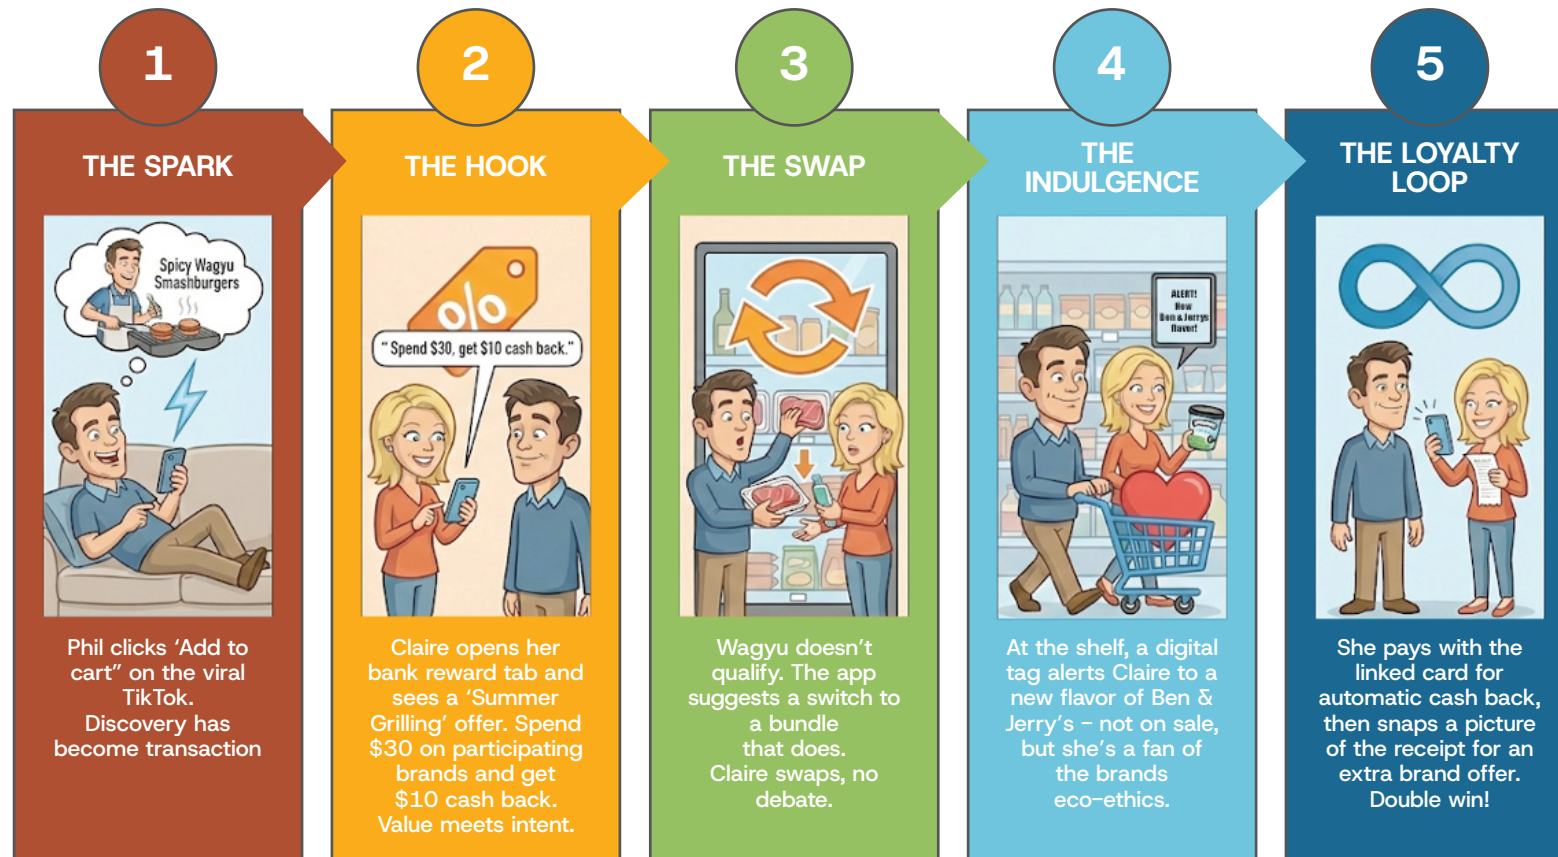 1
THE SPARK
Spicy Wagyu
Smashburgers
Phil clicks ‘Add to
cart” on the viral
TikTok.
Discovery has
become transaction
2
THE HOOK
%
"Spend $30, get $10 cash back."
Claire opens her
bank reward tab and
sees a ‘Summer
Grilling’ offer. Spend
$30 on participating
brands and get
$10 cash back.
Value meets intent.
3
THE SWAP
Wagyu doesn’t
qualify. The app
suggests a switch to
a bundle
that does.
Claire swaps, no
debate.
4
THE
INDULGENCE
ALERT!
New
Ben & Jerrys
flavor!
At the shelf, a digital
tag alerts Claire to a
new flavor of Ben &
Jerry’s – not on sale,
but she’s a fan of
the brands
eco-ethics.
5
THE LOYALTY
LOOP
She pays with the
linked card for
automatic cash back,
then snaps a picture
of the receipt for an
extra brand offer.
Double win!